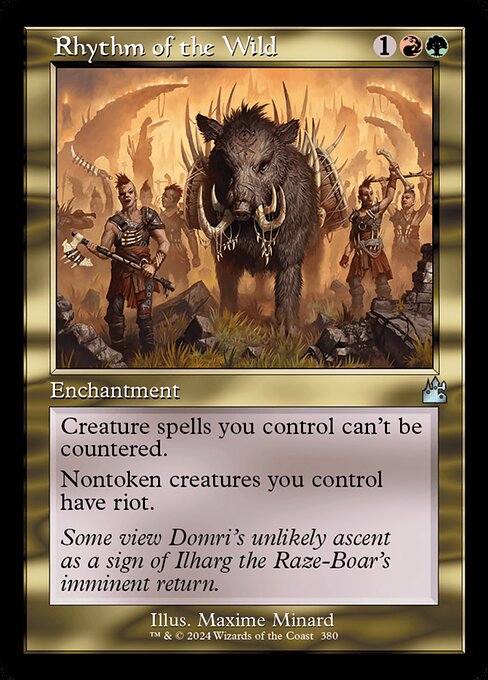 Rhythm of the Wild 1
Enchantment
Creature spells you control can't be
countered.
Nontoken creatures you control
have riot.
Some view Domri's unlikely ascent
as a sign of Ilharg the Raze-Boar's
imminent return.
Illus. Maxime Minard
™ & © 2024 Wizards of the Coast 380